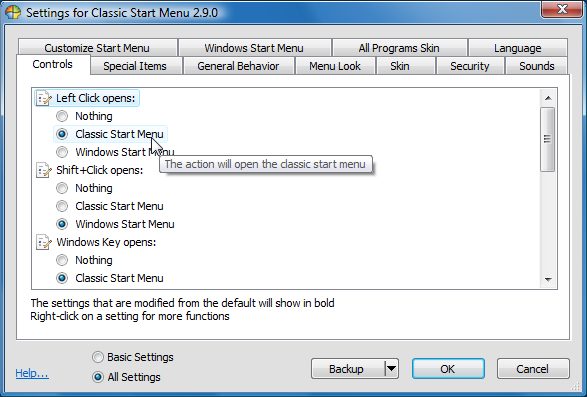 Settings for Classic Start Menu 2.9.0
Customize Start Menu
Windows Start Menu
All Programs Skin
Language
Controls
Special Items
General Behavior
Menu Look
Skin
Security
Sounds
Left Click opens:
Nothing
Classic Start Menu
Windows Start Menu
The action will open the classic start menu
Shift+Click opens:
Nothing
Classic Start Menu
Windows Start Menu
Windows Key opens:
Nothing
Classic Start Menu
The settings that are modified from the default will show in bold
Right-click on a setting for more functions
Help...
Basic Settings
All Settings
Backup
OK
Cancel